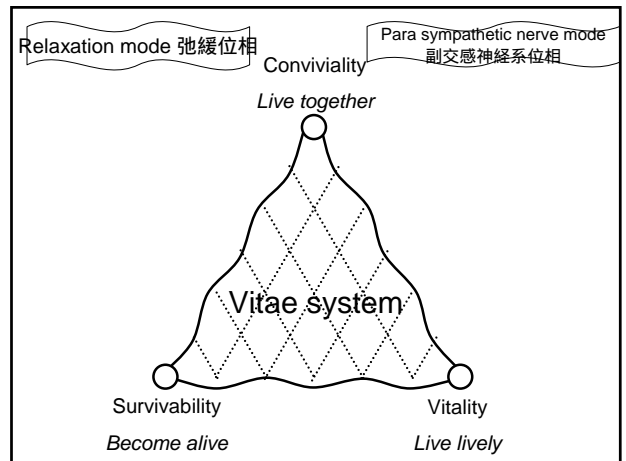 Relaxation mode 弛緩位相
Para sympathetic nerve mode
副交感神経系位相
Conviviality
Live together
Vitae system
Survivability
Become alive
Vitality
Live lively